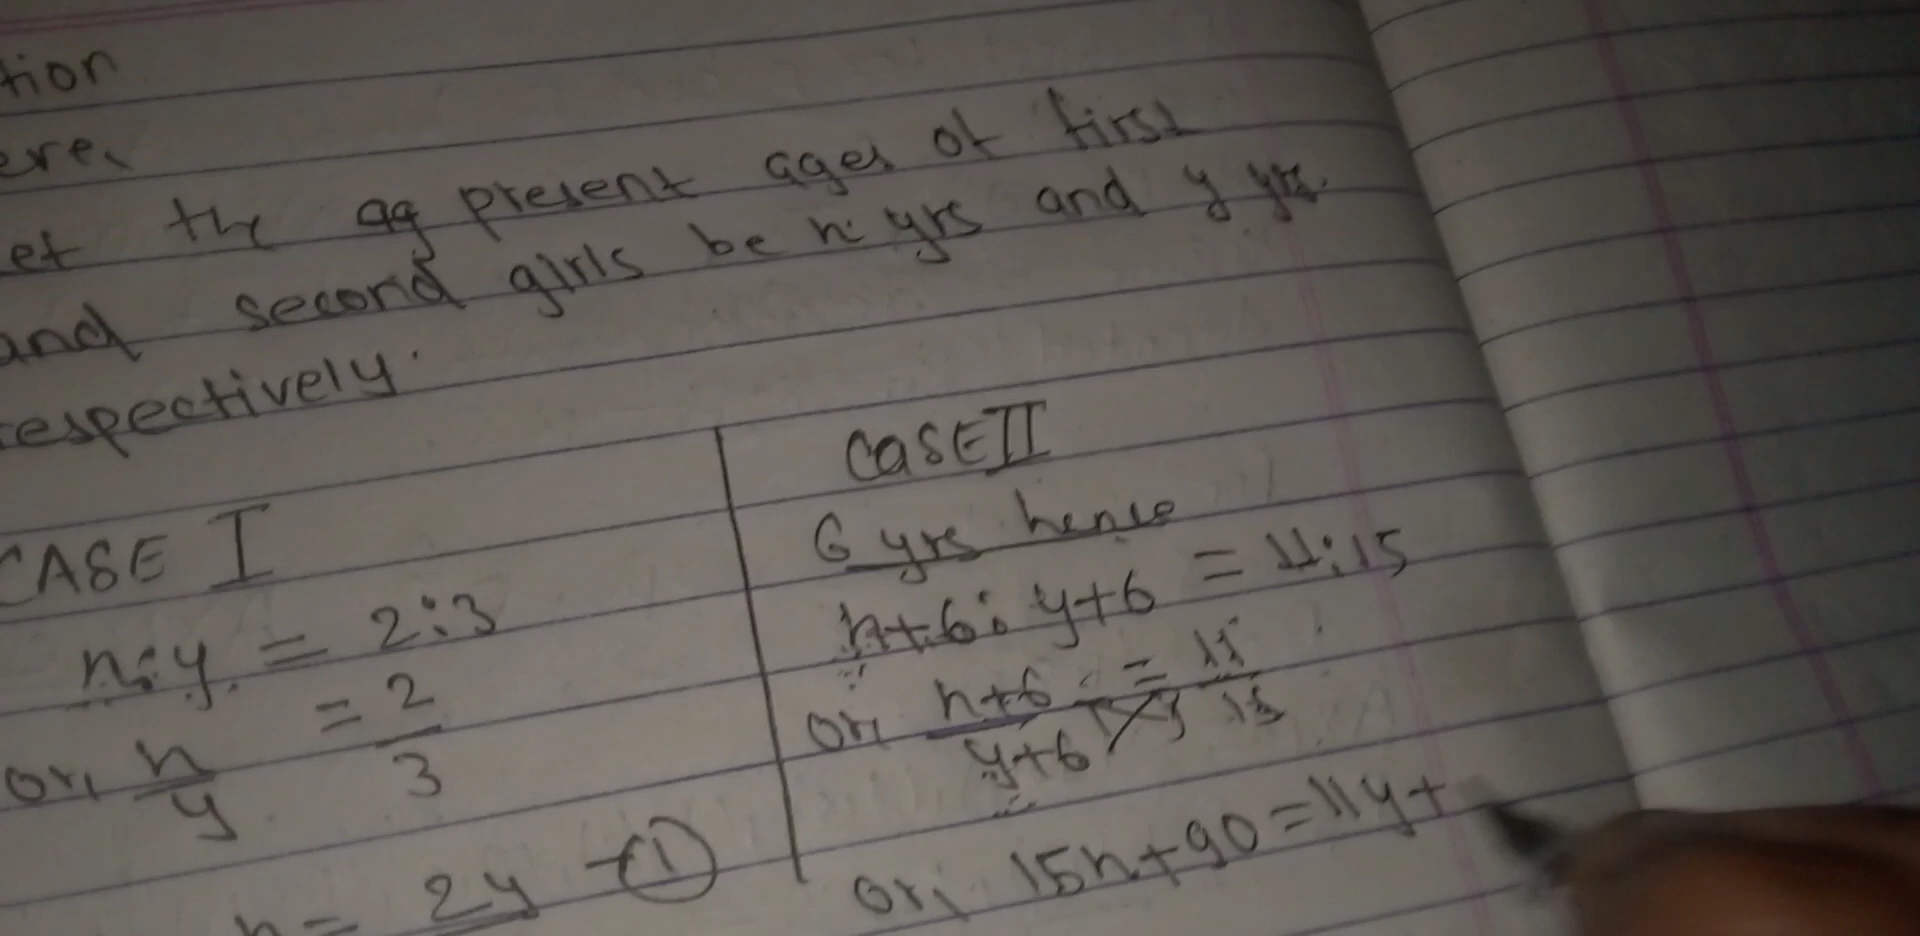 tion
ere,
et the ag present ages of first
and second girls be n yrs and y yrs.
respectively.
CASE I
n:y = 2:3
or, n/y = 2/3
n = 2y -(1)
CASE II
6 yrs hence
n+6: y+6 = 11:15
or, n+6/y+6 = 11/15
or, 15n+90=11y+